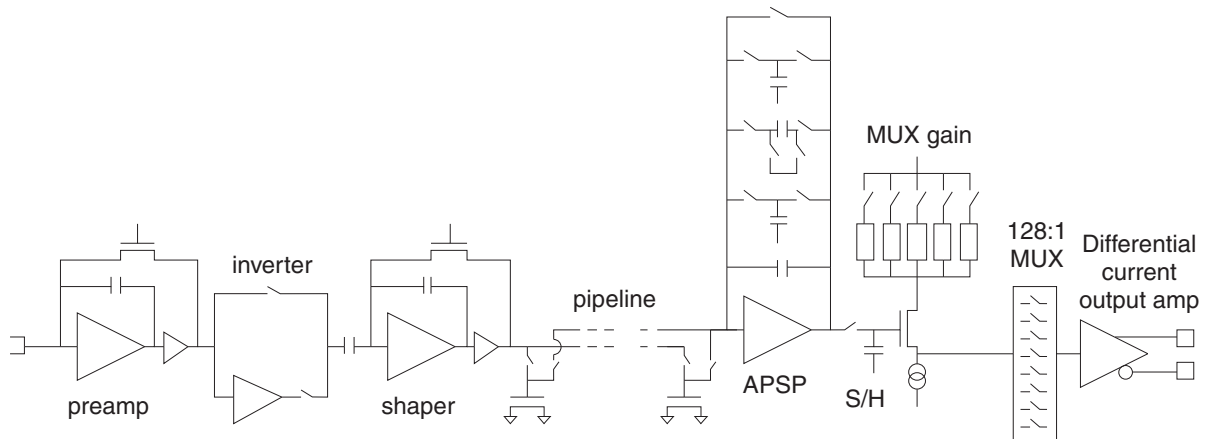 MUX gain
128:1
MUX
Differential
current
output amp
inverter
pipeline
preamp
shaper
APSP
S/H